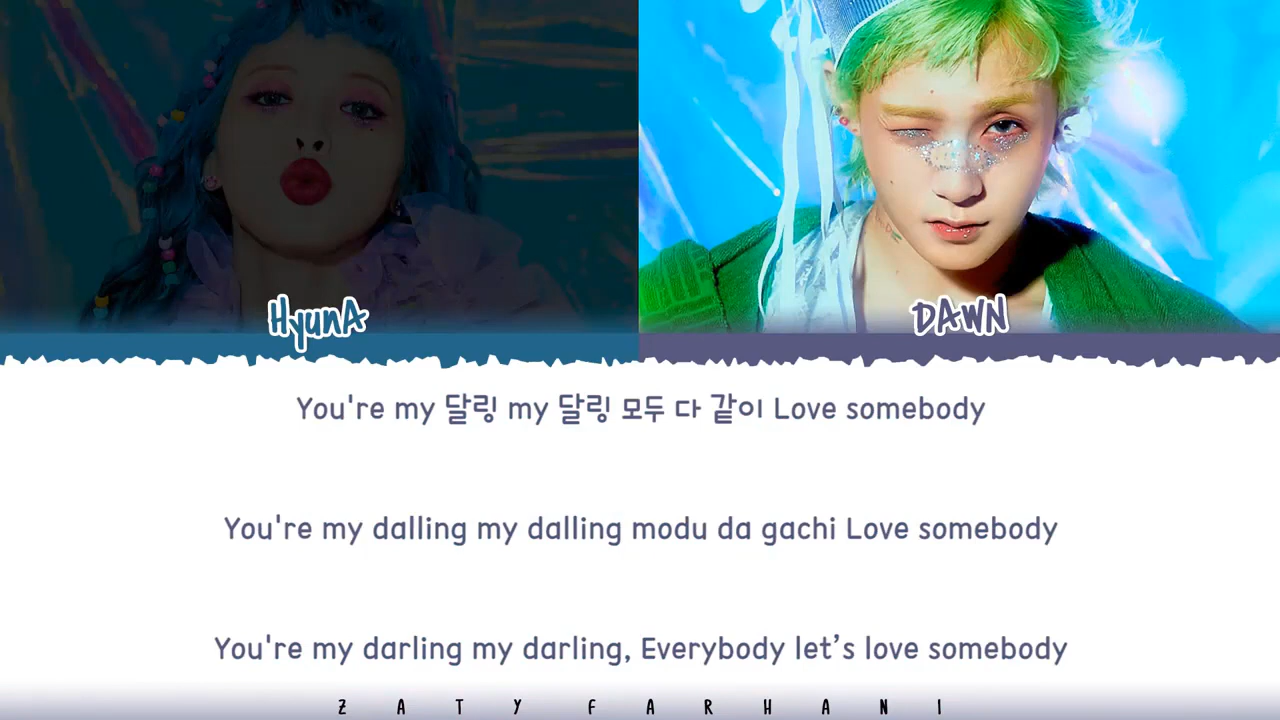 HyunA
DAWN
You're my 달링 my 달링 모두 다 같이 Love somebody
You're my dalling my dalling modu da gachi Love somebody
You're my darling my darling, Everybody let’s love somebody
ZATY FARHANI